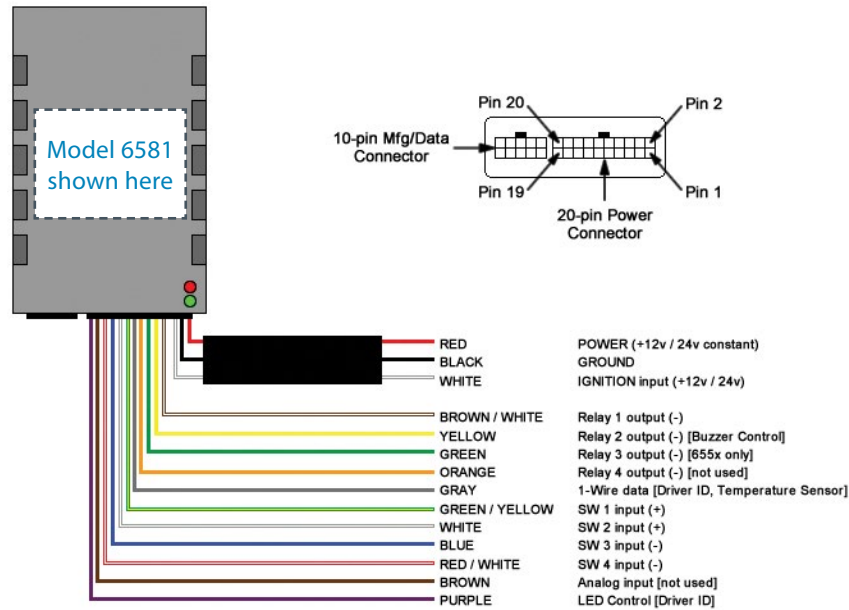 Model 6581
shown here
Pin 20
Pin 2
10-pin Mfg/Data
Connector
Pin 19
Pin 1
20-pin Power
Connector
RED POWER (+12v / 24v constant)
BLACK GROUND
WHITE IGNITION input (+12v / 24v)
BROWN / WHITE Relay 1 output (-)
YELLOW Relay 2 output (-) [Buzzer Control]
GREEN Relay 3 output (-) [655x only]
ORANGE Relay 4 output (-) [not used]
GRAY 1-Wire data [Driver ID, Temperature Sensor]
GREEN / YELLOW SW 1 input (+)
WHITE SW 2 input (+)
BLUE SW 3 input (-)
RED / WHITE SW 4 input (-)
BROWN Analog input [not used]
PURPLE LED Control [Driver ID]